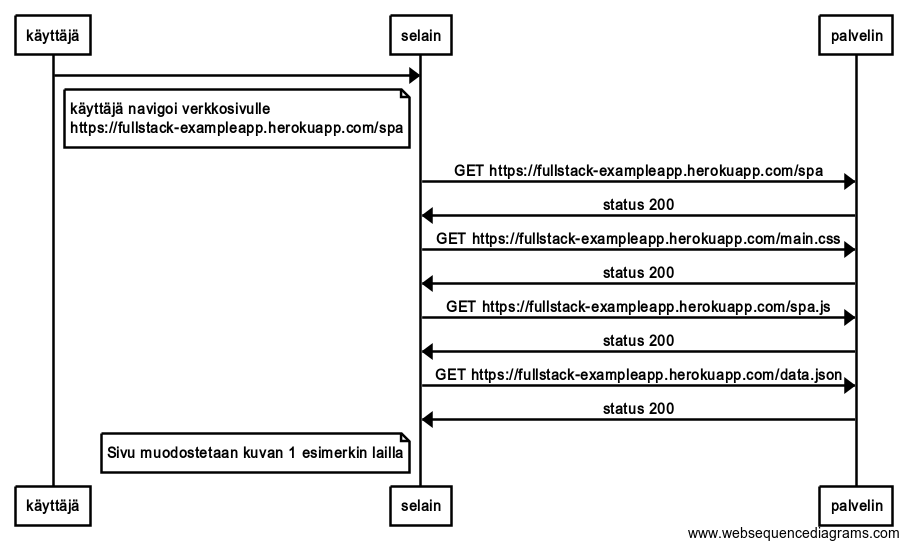 käyttäjä
selain
palvelin
käyttäjä navigoi verkkosivulle
https://fullstack-exampleapp.herokuapp.com/spa
GET https://fullstack-exampleapp.herokuapp.com/spa
status 200
GET https://fullstack-exampleapp.herokuapp.com/main.css
status 200
GET https://fullstack-exampleapp.herokuapp.com/spa.js
status 200
GET https://fullstack-exampleapp.herokuapp.com/data.json
status 200
Sivu muodostetaan kuvan 1 esimerkin lailla
käyttäjä
selain
palvelin
www.websequencediagrams.com